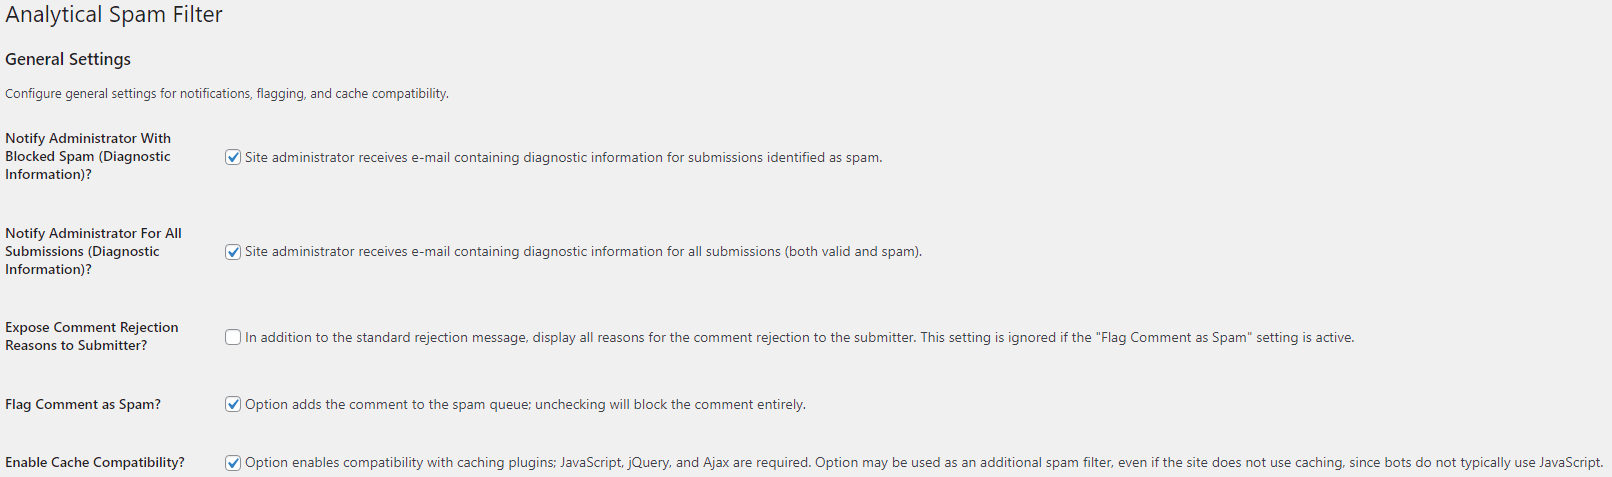 Analytical Spam Filter
General Settings
Configure general settings for notifications, flagging, and cache compatibility.
Notify Administrator With
Blocked Spam (Diagnostic
Information)?
Site administrator receives e-mail containing diagnostic information for submissions identified as spam.
Notify Administrator For All
Submissions (Diagnostic
Information)?
Site administrator receives e-mail containing diagnostic information for all submissions (both valid and spam).
Expose Comment Rejection
Reasons to Submitter?
In addition to the standard rejection message, display all reasons for the comment rejection to the submitter. This setting is ignored if the "Flag Comment as Spam" setting is active.
Flag Comment as Spam?
Option adds the comment to the spam queue; unchecking will block the comment entirely.
Enable Cache Compatibility?
Option enables compatibility with caching plugins; JavaScript, jQuery, and Ajax are required. Option may be used as an additional spam filter, even if the site does not use caching, since bots do not typically use JavaScript.